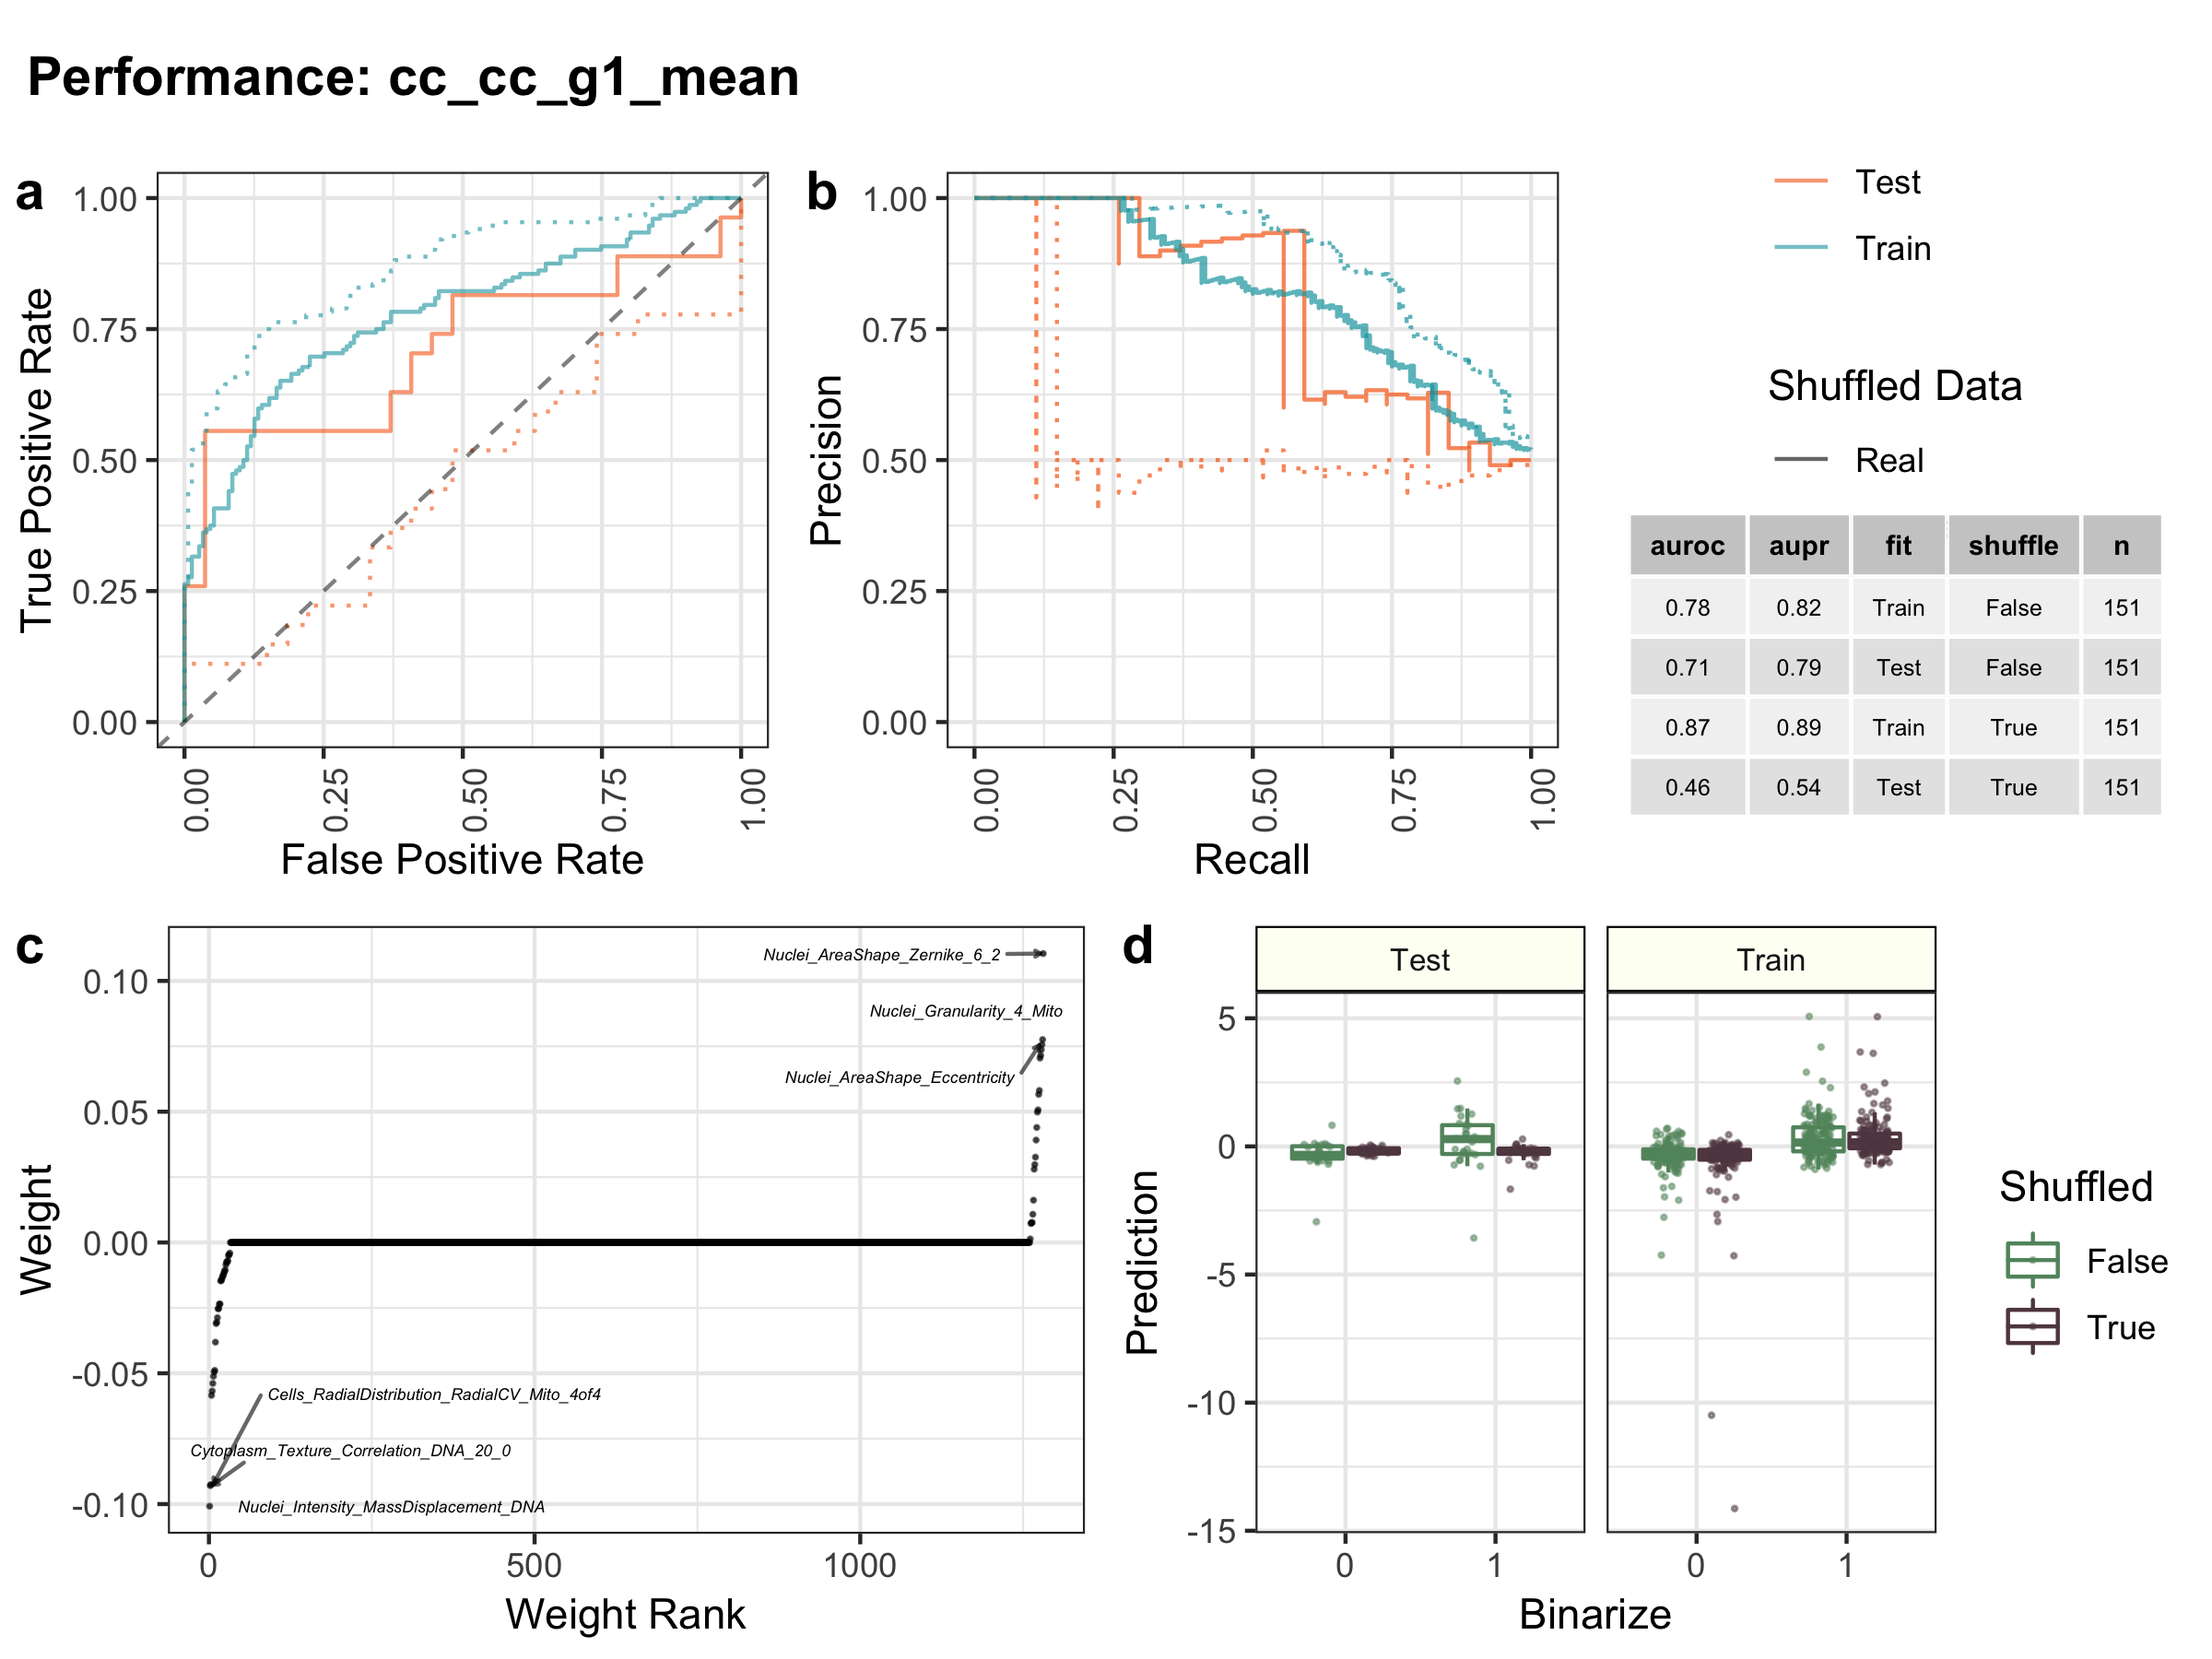 Performance: cc_cc_g1_mean
a
1.00
0.75
0.50
0.25
0.00
True Positive Rate
0.00
0.25
0.50
0.75
1.00
False Positive Rate
b
1.00
0.75
0.50
0.25
0.00
Precision
0.00
0.25
0.50
0.75
1.00
Recall
Test
Train
Shuffled Data
Real
auroc aupr fit shuffle n
0.78 0.82 Train False 151
0.71 0.79 Test False 151
0.87 0.89 Train True 151
0.46 0.54 Test True 151
c
0.10
0.05
0.00
-0.05
-0.10
Weight
Nuclei_AreaShape_Zernike_6_2
Nuclei_Granularity_4_Mito
Nuclei_AreaShape_Eccentricity
Cells_RadialDistribution_RadialCV_Mito_4of4
Cytoplasm_Texture_Correlation_DNA_20_0
Nuclei_Intensity_MassDisplacement_DNA
0
500
1000
Weight Rank
d
Test
Train
5
0
-5
-10
-15
Prediction
0
1
0
1
Binarize
Shuffled
False
True